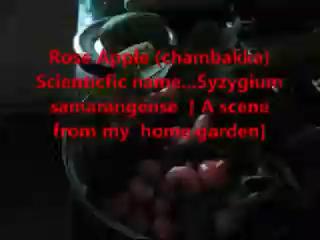 Rose Apple (chambakka)
Scienticfic name...Syzygium
samarangense [ A scene
from my home garden]